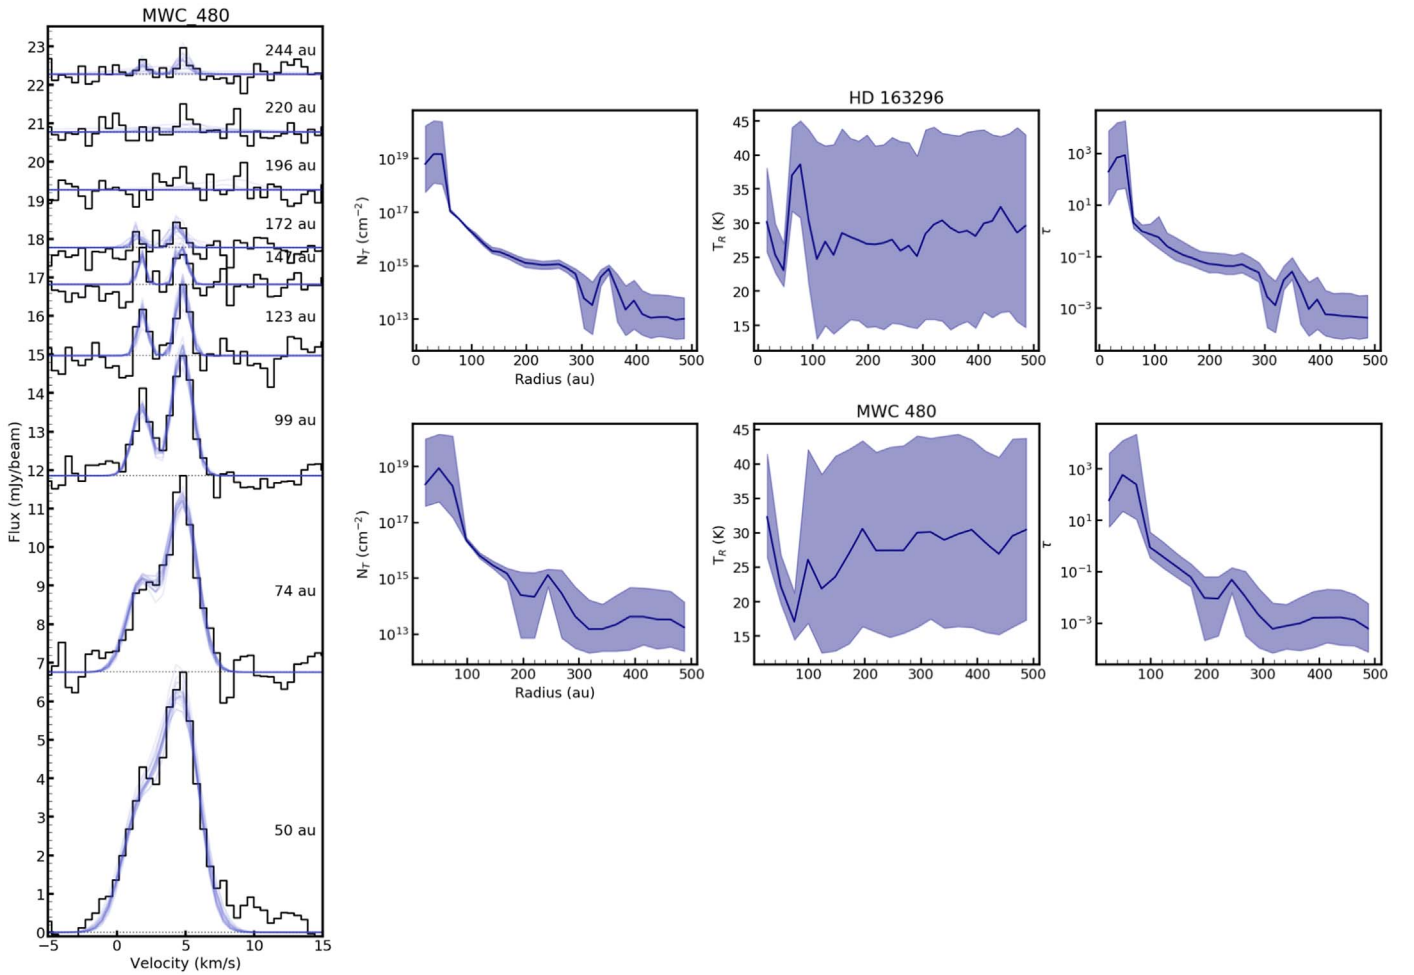 MWC_480
23
22
21
20
19
18
17
16
15
14
13
12
11
10
9
8
7
6
5
4
3
2
1
0
244 au
220 au
196 au
172 au
147 au
123 au
99 au
74 au
50 au
Flux (mJy/beam)
−5 0 5 10 15
Velocity (km/s)
10^19
10^17
10^15
10^13
N_T (cm^−2)
0 100 200 300 400 500
Radius (au)
HD 163296
45
40
35
30
25
20
15
T_R (K)
0 100 200 300 400 500
10^3
10^1
10^−1
10^−3
τ
0 100 200 300 400 500
10^19
10^17
10^15
10^13
N_T (cm^−2)
100 200 300 400 500
Radius (au)
MWC 480
45
40
35
30
25
20
15
T_R (K)
100 200 300 400 500
10^3
10^1
10^−1
10^−3
τ
100 200 300 400 500